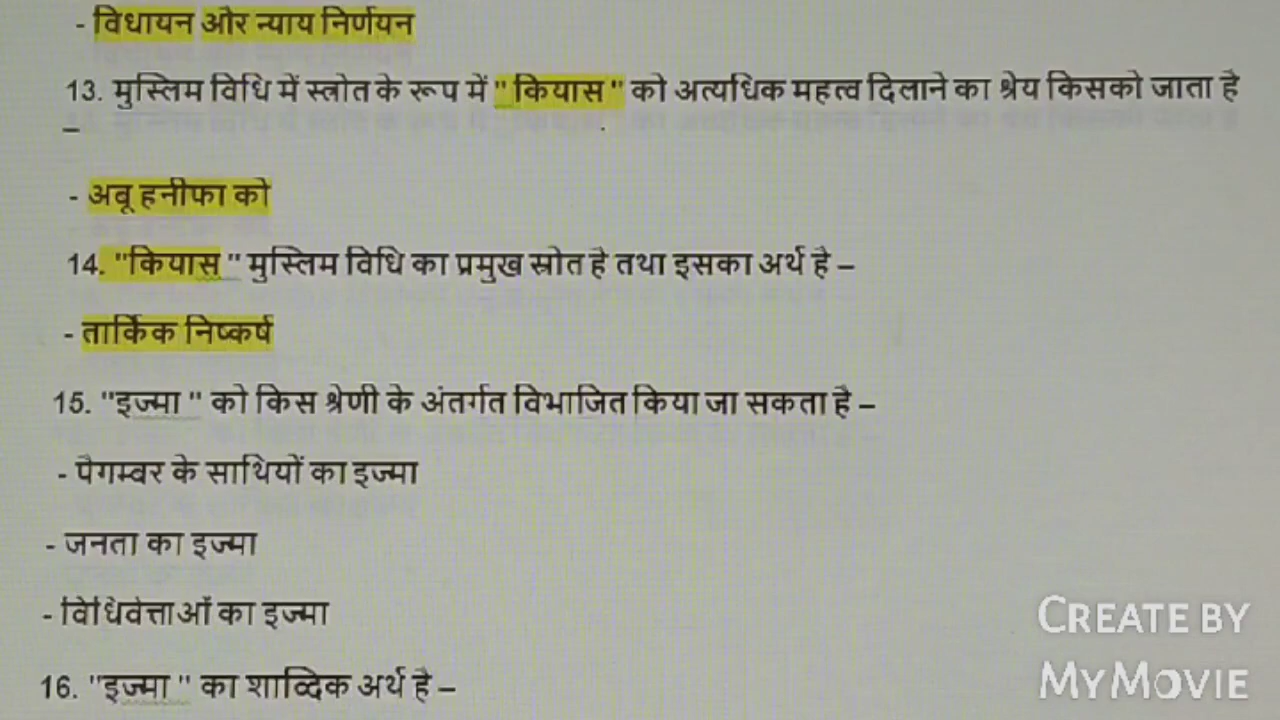 - विधायन और न्याय निर्णयन
13. मुस्लिम विधि में स्त्रोत के रूप में " कियास " को अत्यधिक महत्व दिलाने का श्रेय किसको जाता है
–
- अबू हनीफा को
14. "कियास " मुस्लिम विधि का प्रमुख स्रोत है तथा इसका अर्थ है –
- तार्किक निष्कर्ष
15. "इज्मा " को किस श्रेणी के अंतर्गत विभाजित किया जा सकता है –
- पैगम्बर के साथियों का इज्मा
- जनता का इज्मा
- विधिवेत्ताओं का इज्मा
16. "इज्मा " का शाब्दिक अर्थ है –
CREATE BY
MYMOVIE